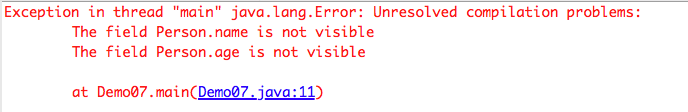 Exception in thread "main" java.lang.Error: Unresolved compilation problems:
The field Person.name is not visible
The field Person.age is not visible
at Demo07.main(Demo07.java:11)